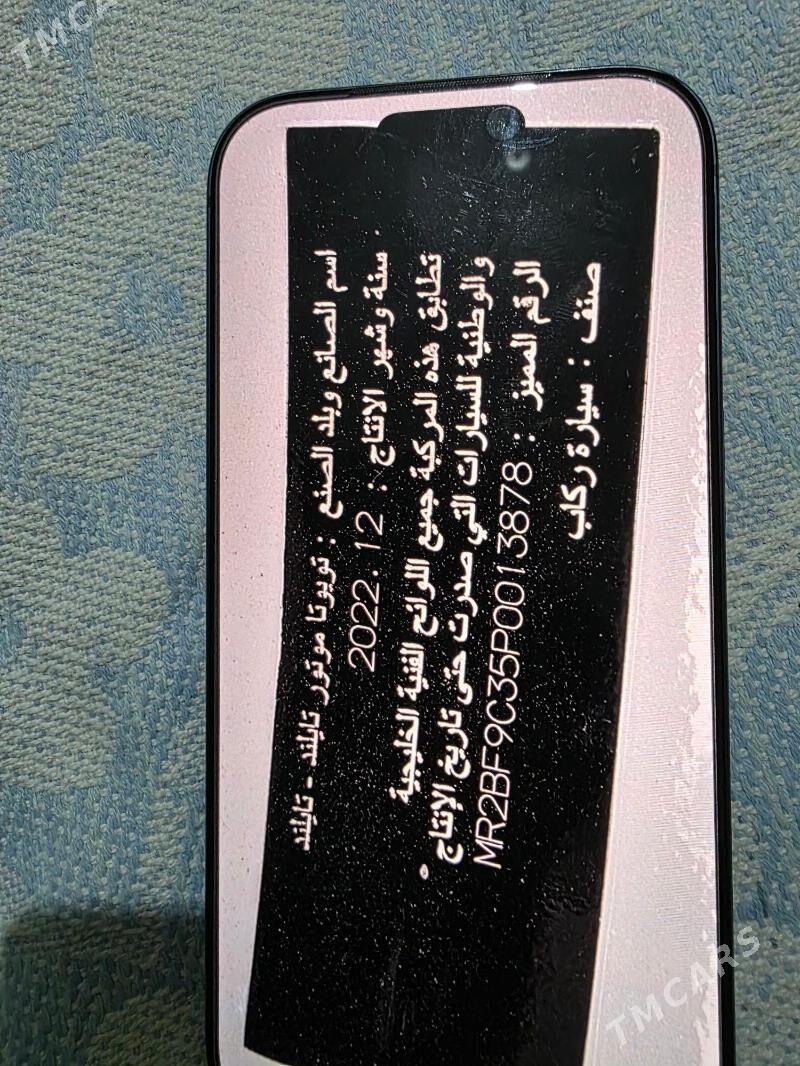 اسم الصانع وبلد الصنع : تويوتا موتور تايلند - تايلند
سنة وشهر الانتاج : 2022.12
تطابق هذه المركبة جميع اللوائح الفنية الخليجية
والوطنية للسيارات التي صدرت حتى تاريخ الإنتاج .
الرقم المميز : MR2BF9C35P0013878
صنف : سيارة ركاب
TMCARS
TMCARS